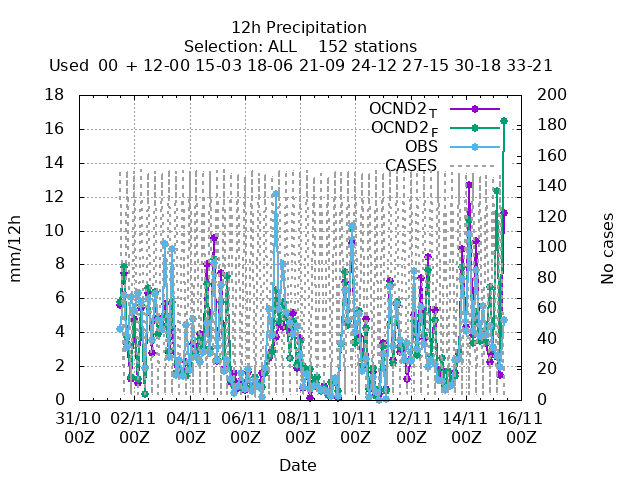 12h Precipitation
Selection: ALL 152 stations
Used 00 + 12-00 15-03 18-06 21-09 24-12 27-15 30-18 33-21
18 200
16 180
14 160
12 140
10 120
8 100
6 80
4 60
2 40
0 20
0
mm/12h
No cases
OCND2T
OCND2F
OBS
CASES
31/10 02/11 04/11 06/11 08/11 10/11 12/11 14/11 16/11
00Z 00Z 00Z 00Z 00Z 00Z 00Z 00Z 00Z
Date